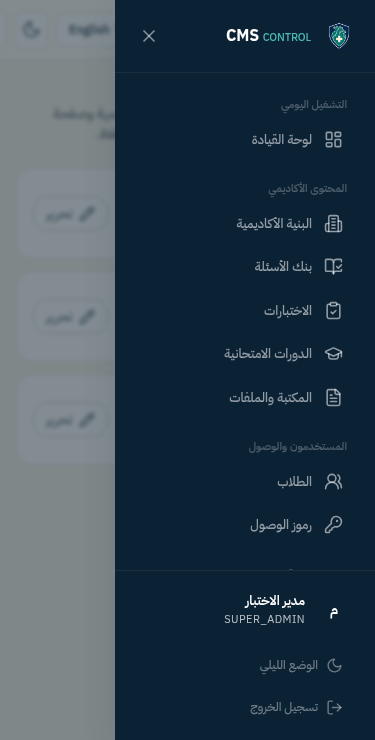 CMS CONTROL
English
التشغيل اليومي
لوحة القيادة
المحتوى الأكاديمي
البنية الأكاديمية
بنك الأسئلة
الاختبارات
الدورات الامتحانية
المكتبة والملفات
المستخدمون والوصول
الطلاب
رموز الوصول
م
مدير الاختبار
SUPER_ADMIN
الوضع الليلي
تسجيل الخروج
تحرير
تحرير
تحرير